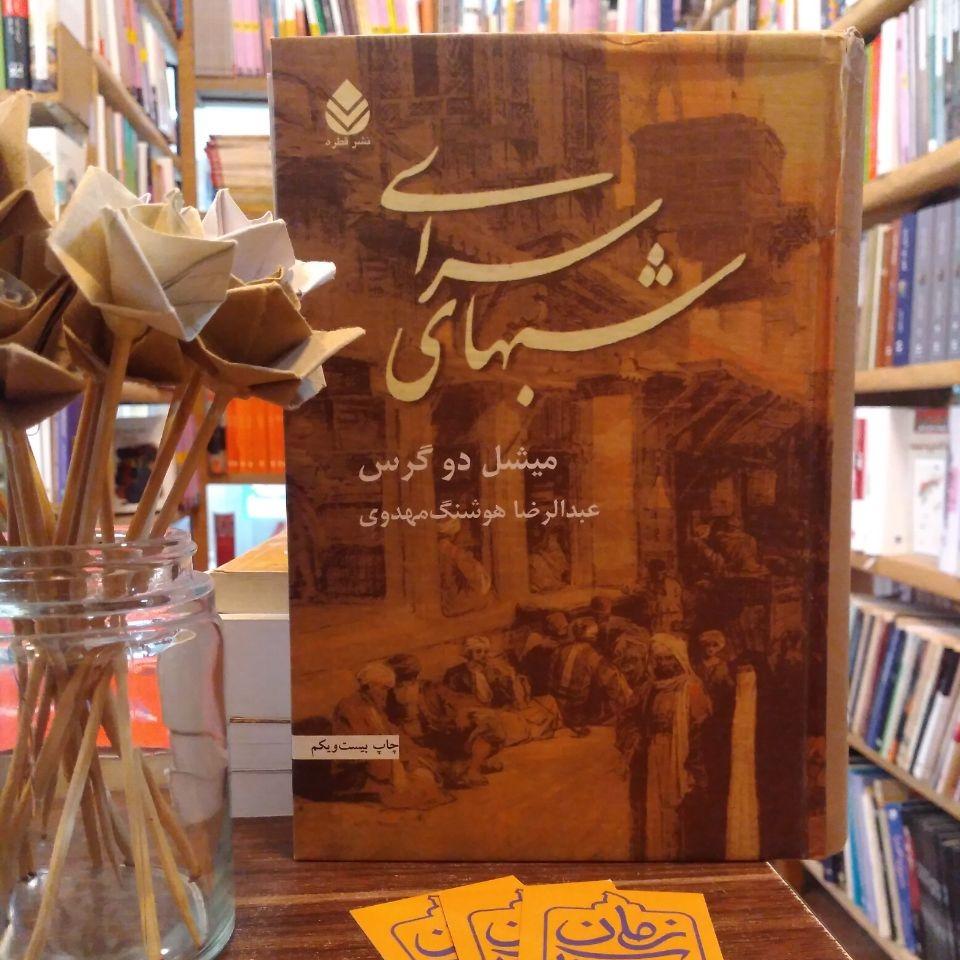 نشر قطره
شبهای سرای
میشل دو گرس
عبدالرضا هوشنگ‌مهدوی
چاپ بیست‌ویکم